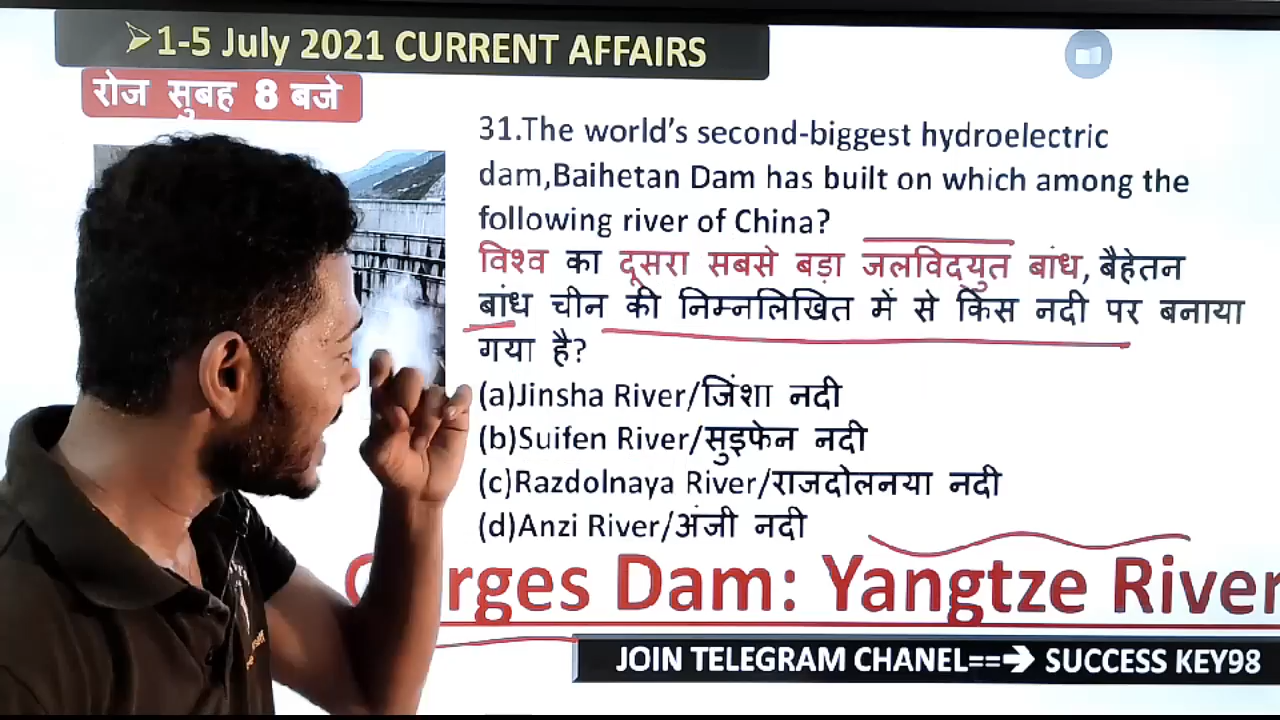 ➢1-5 July 2021 CURRENT AFFAIRS
रोज सुबह 8 बजे
31.The world's second-biggest hydroelectric
dam,Baihetan Dam has built on which among the
following river of China?
विश्व का दूसरा सबसे बड़ा जलविद्युत बांध, बैहेतन
बांध चीन की निम्नलिखित में से किस नदी पर बनाया
गया है?
(a)Jinsha River/जिंशा नदी
(b)Suifen River/सुइफेन नदी
(c)Razdolnaya River/राजदोलनया नदी
(d)Anzi River/अंजी नदी
Dam: Yangtze River
JOIN TELEGRAM CHANEL==➔ SUCCESS KEY98